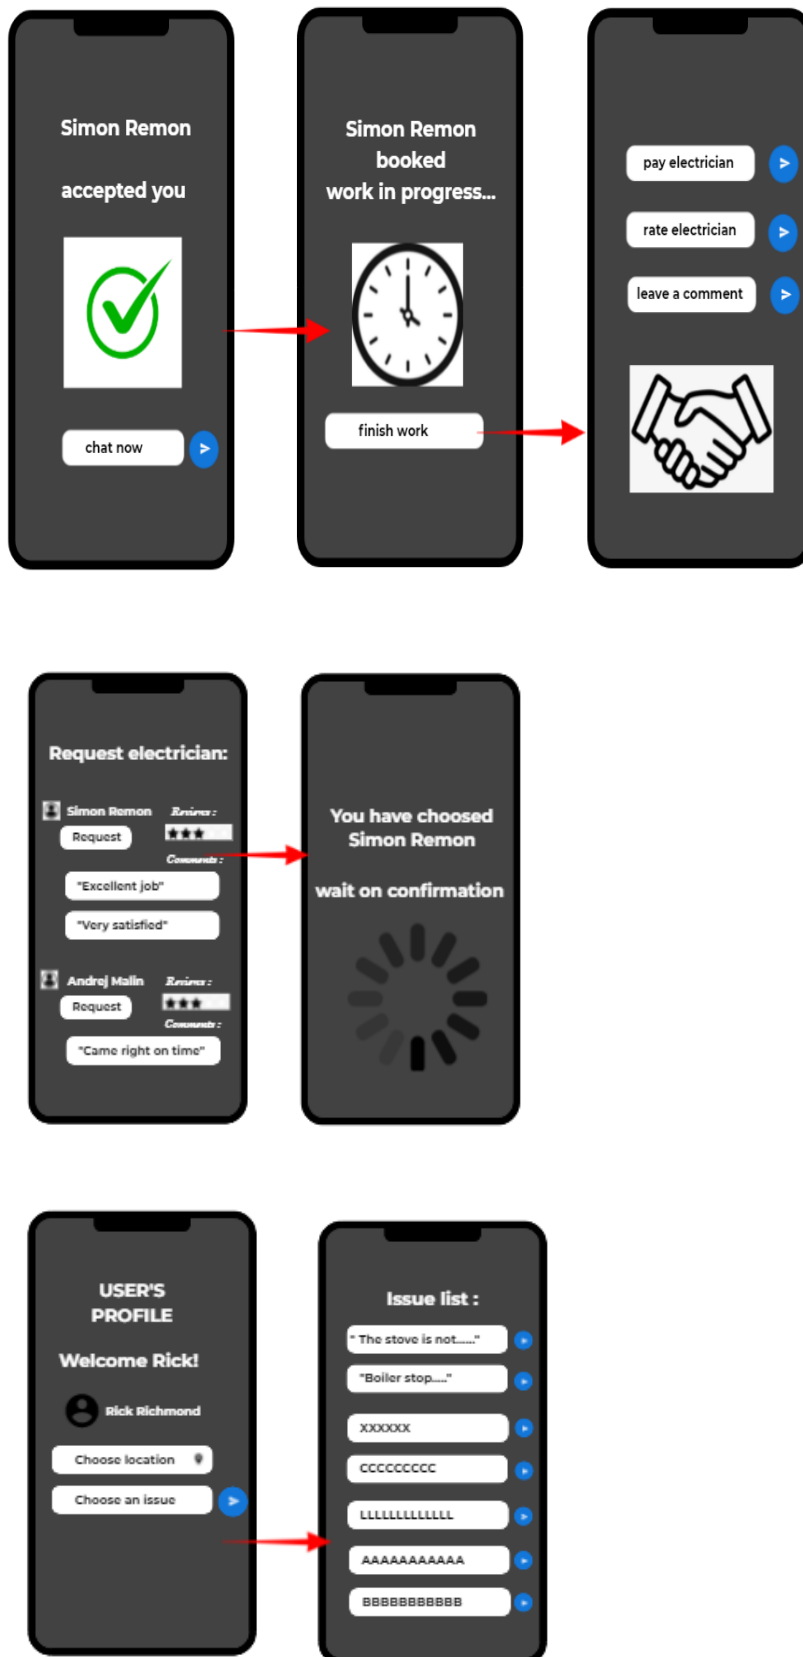 Simon Remon
accepted you
chat now
Simon Remon
booked
work in progress...
finish work
pay electrician
rate electrician
leave a comment
Request electrician:
Simon Remon
Reviews :
Request
Comments :
"Excellent job"
"Very satisfied"
Andrej Malin
Reviews :
Request
Comments :
"Came right on time"
You have choosed
Simon Remon
wait on confirmation
USER'S
PROFILE
Welcome Rick!
Rick Richmond
Choose location
Choose an issue
Issue list :
" The stove is not......"
"Boiler stop....."
XXXXXX
CCCCCCCCC
LLLLLLLLLLLLL
AAAAAAAAAAA
BBBBBBBBBBB